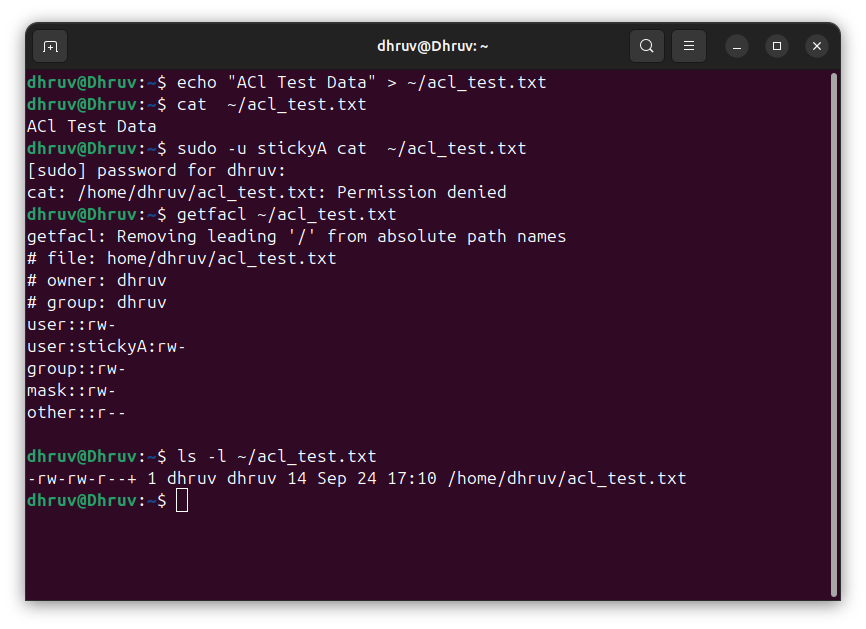 dhruv@Dhruv: ~
dhruv@Dhruv:~$ echo "ACl Test Data" > ~/acl_test.txt
dhruv@Dhruv:~$ cat  ~/acl_test.txt
ACl Test Data
dhruv@Dhruv:~$ sudo -u stickyA cat  ~/acl_test.txt
[sudo] password for dhruv:
cat: /home/dhruv/acl_test.txt: Permission denied
dhruv@Dhruv:~$ getfacl ~/acl_test.txt
getfacl: Removing leading '/' from absolute path names
# file: home/dhruv/acl_test.txt
# owner: dhruv
# group: dhruv
user::rw-
user:stickyA:rw-
group::rw-
mask::rw-
other::r--
dhruv@Dhruv:~$ ls -l ~/acl_test.txt
-rw-rw-r--+ 1 dhruv dhruv 14 Sep 24 17:10 /home/dhruv/acl_test.txt
dhruv@Dhruv:~$